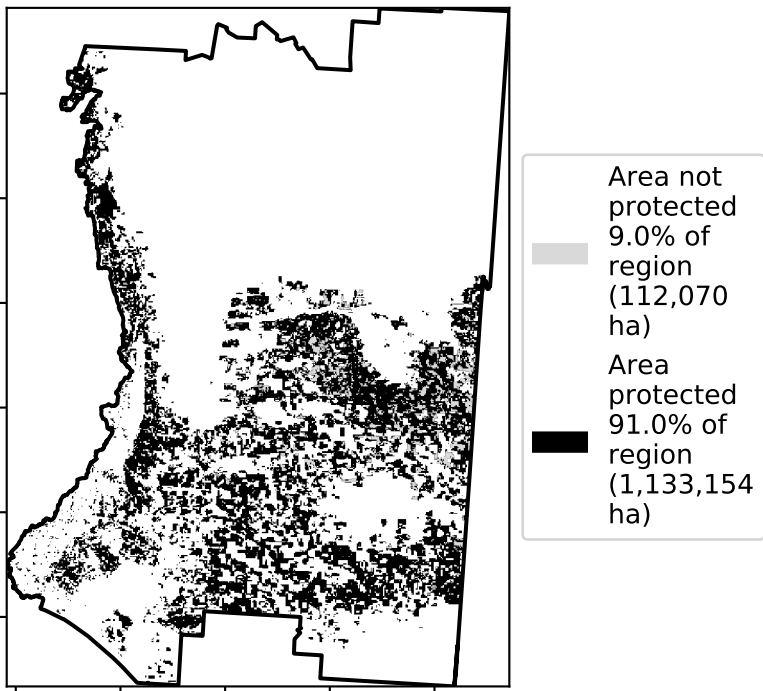 Area not
protected
9.0% of
region
(112,070
ha)
Area
protected
91.0% of
region
(1,133,154
ha)